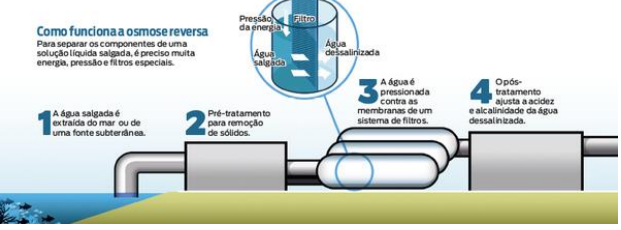 Como funciona a osmose reversa
Para separar os componentes de uma
solução líquida salgada, é preciso muita
energia, pressão e filtros especiais.
Pressão
da energia
Filtro
Água
salgada
Água
dessalinizada
1 A água salgada é
extraída do mar ou de
uma fonte subterrânea.
2 Pré-tratamento
para remoção
de sólidos.
3 A água é
pressionada
contra as
membranas de um
sistema de filtros.
4 O pós-
tratamento
ajusta a acidez
e alcalinidade da água
dessalinizada.